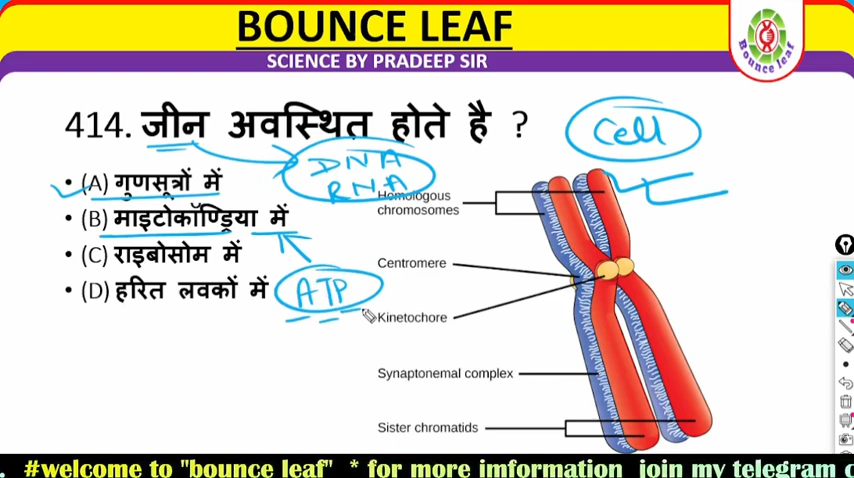 BOUNCE LEAF
SCIENCE BY PRADEEP SIR
Bounce leaf
414. जीन अवस्थित होते है ?
Cell
DNA
RNA
• (A) गुणसूत्रों में
• (B) माइटोकॉण्ड्रिया में
• (C) राइबोसोम में
• (D) हरित लवकों में
ATP
Homologous
chromosomes
Centromere
Kinetochore
Synaptonemal complex
Sister chromatids
. #welcome to "bounce leaf" * for more imformation join my telegram c